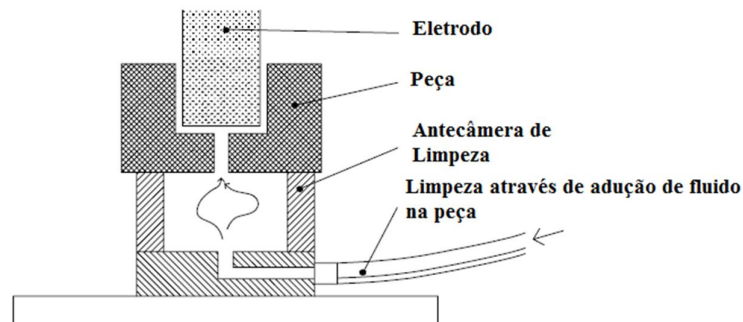 Eletrodo
Peça
Antecâmera de
Limpeza
Limpeza através de adução de fluido
na peça